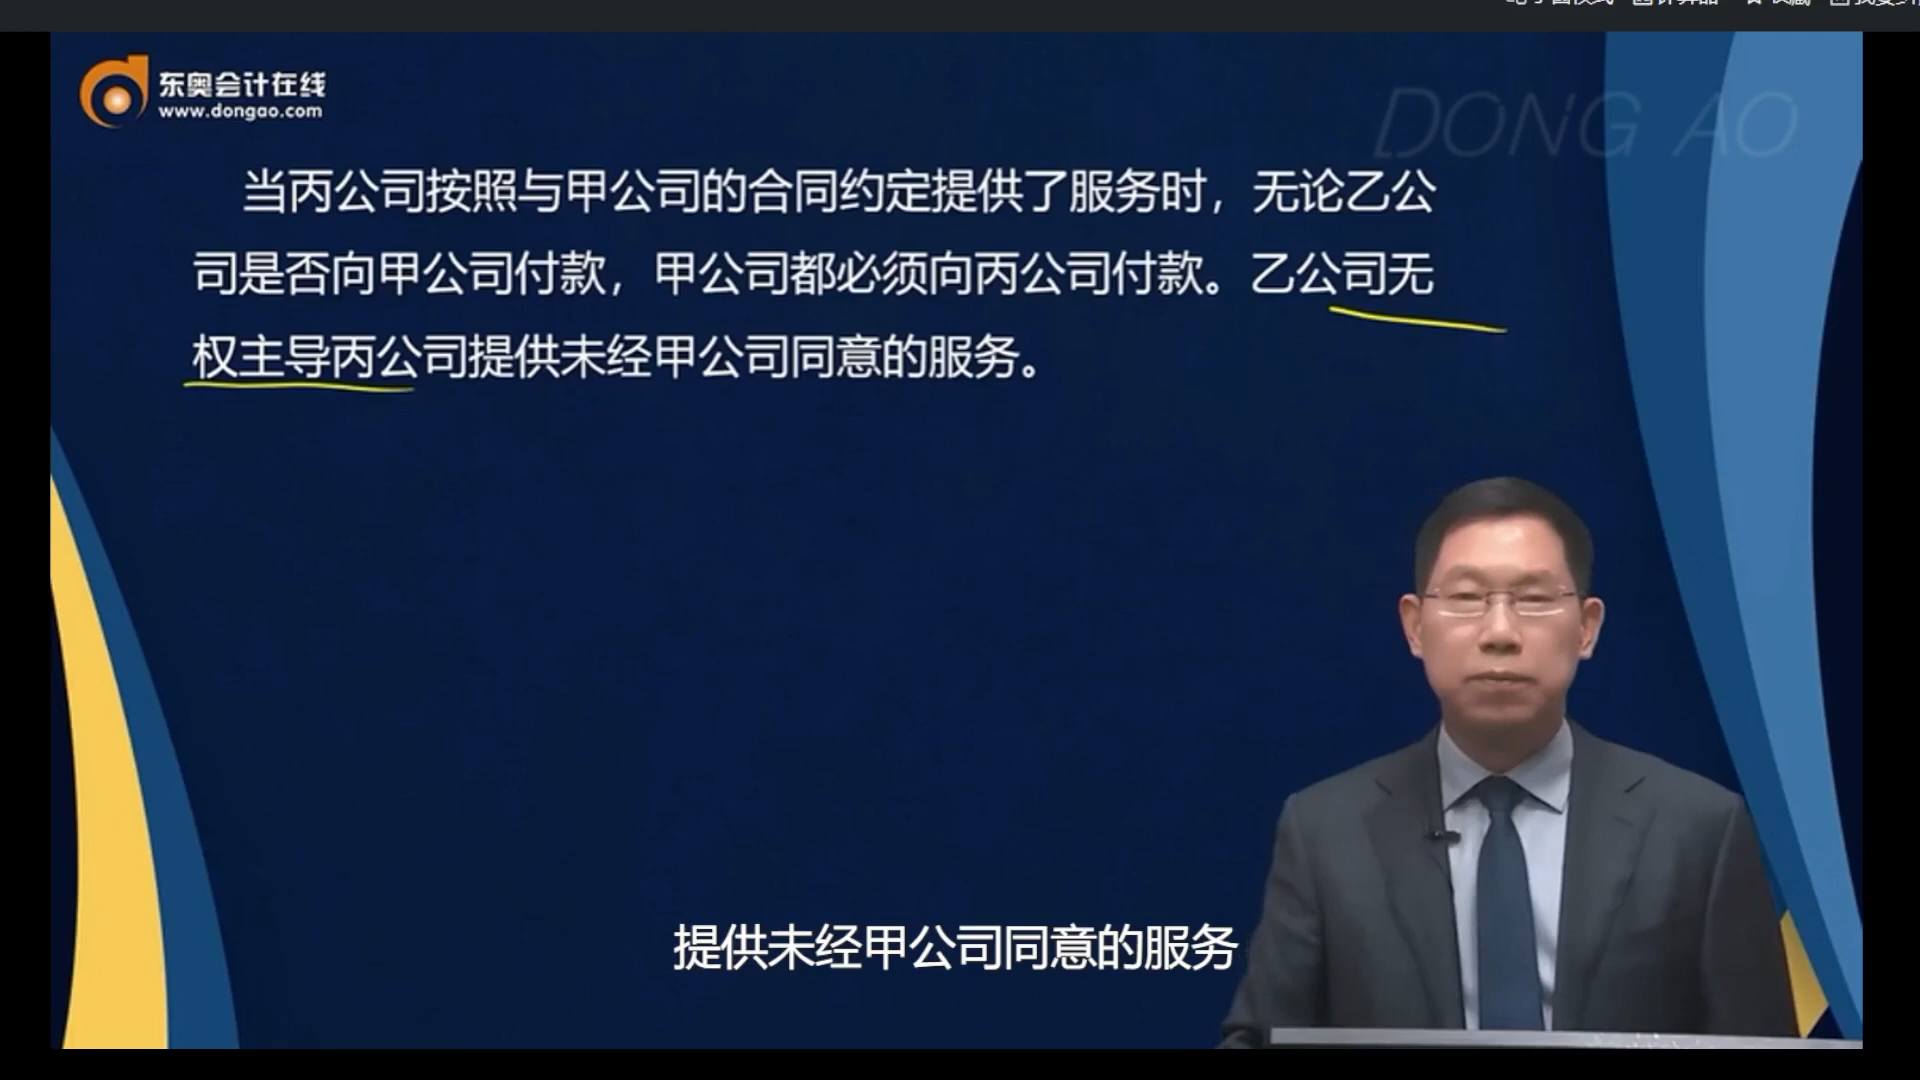 东奥会计在线
www.dongao.com
DONG AO
当丙公司按照与甲公司的合同约定提供了服务时，无论乙公
司是否向甲公司付款，甲公司都必须向丙公司付款。乙公司无
权主导丙公司提供未经甲公司同意的服务。
提供未经甲公司同意的服务